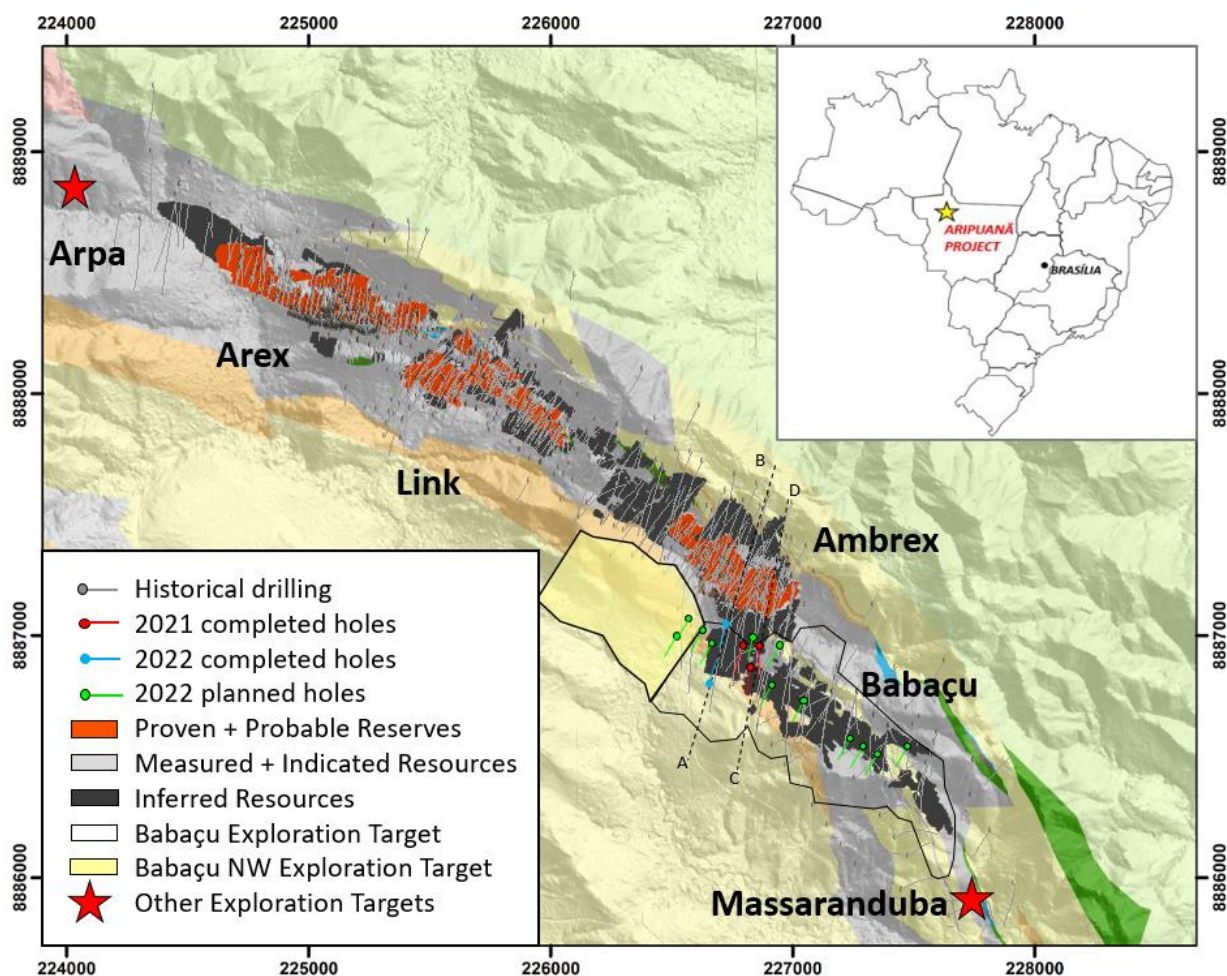 224000
225000
226000
227000
228000
8889000
8889000
ARIPUANÃ
PROJECT
BRASÍLIA
Arpa
Arex
8888000
8888000
Link
B
D
Ambrex
Historical drilling
2021 completed holes
2022 completed holes
2022 planned holes
Proven + Probable Reserves
Measured + Indicated Resources
Inferred Resources
Babaçu Exploration Target
Babaçu NW Exploration Target
Other Exploration Targets
8887000
8887000
Babaçu
A
C
Massaranduba
8886000
8886000
224000
225000
226000
227000
228000